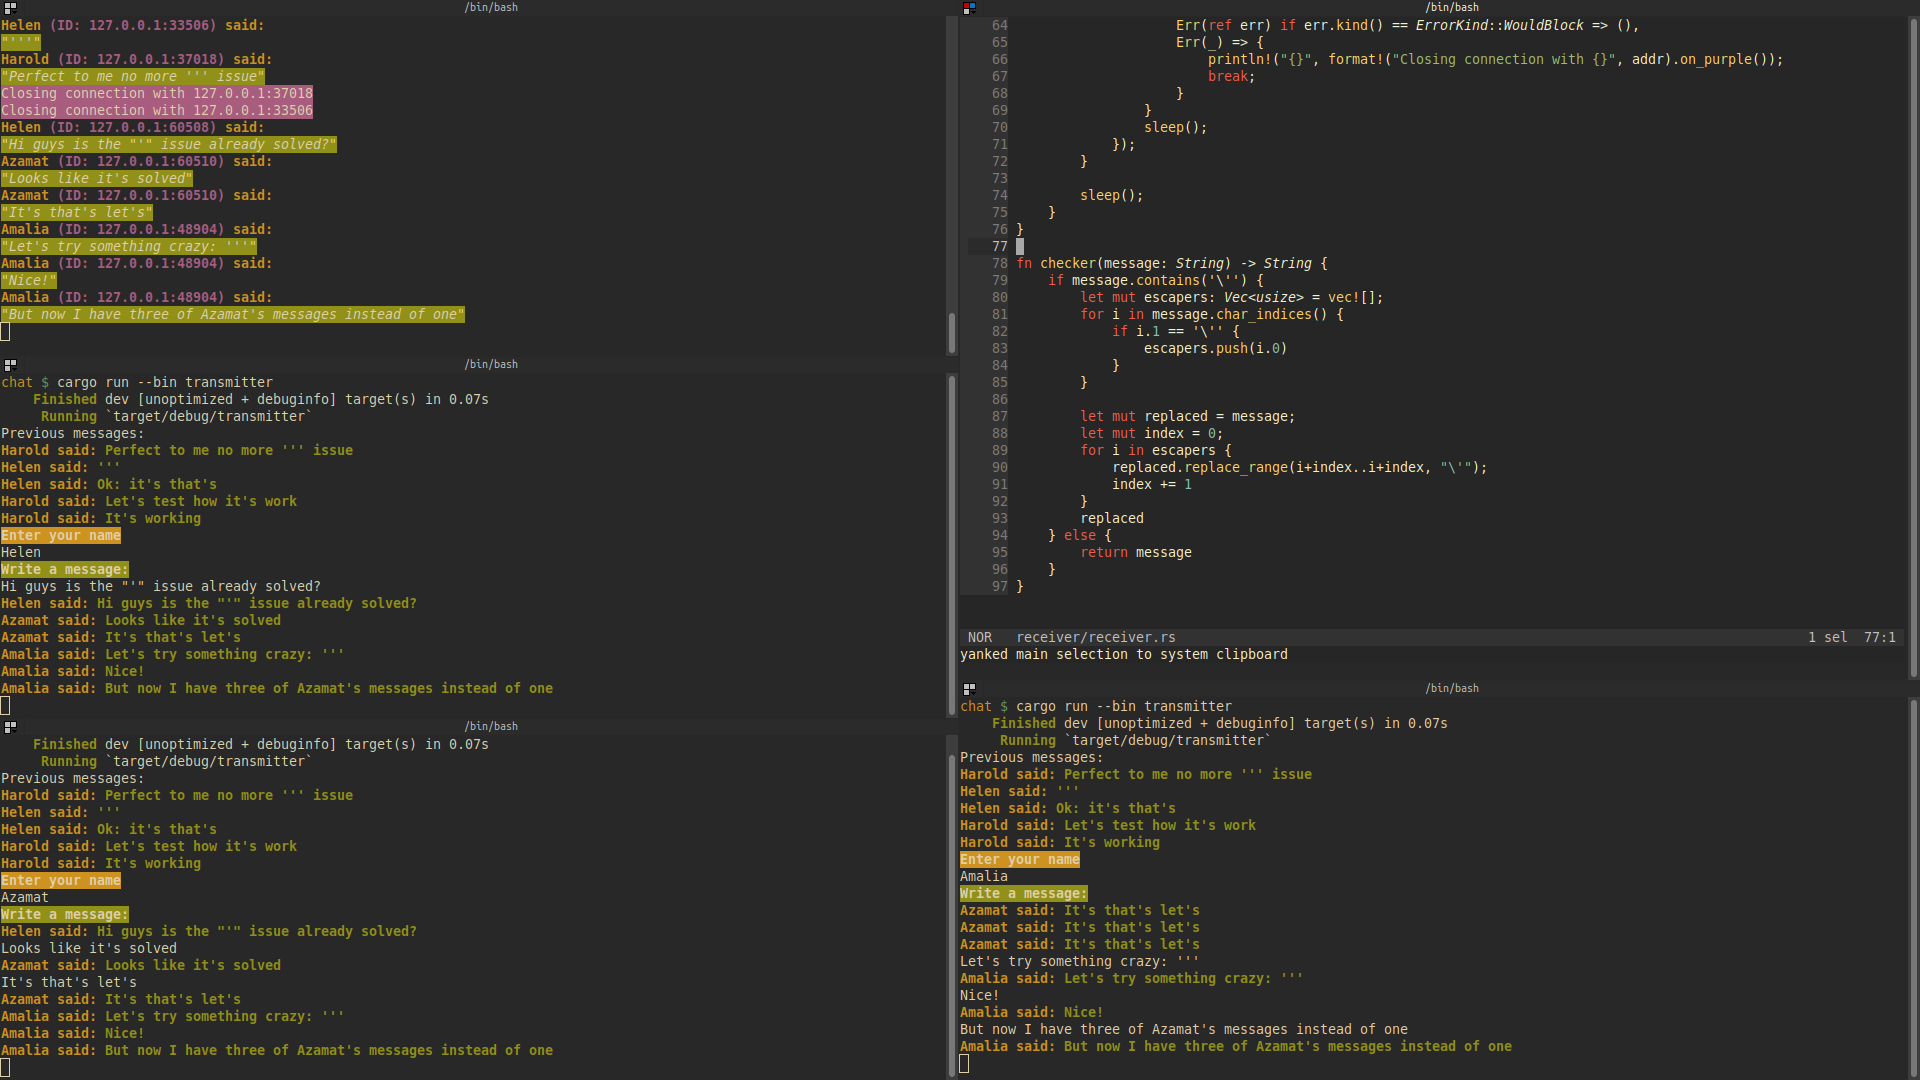 /bin/bash
Helen (ID: 127.0.0.1:33506) said:
"''''"
Harold (ID: 127.0.0.1:37018) said:
"Perfect to me no more ''' issue"
Closing connection with 127.0.0.1:37018
Closing connection with 127.0.0.1:33506
Helen (ID: 127.0.0.1:60508) said:
"Hi guys is the "'" issue already solved?"
Azamat (ID: 127.0.0.1:60510) said:
"Looks like it's solved"
Azamat (ID: 127.0.0.1:60510) said:
"It's that's let's"
Amalia (ID: 127.0.0.1:48904) said:
"Let's try something crazy: '''"
Amalia (ID: 127.0.0.1:48904) said:
"Nice!"
Amalia (ID: 127.0.0.1:48904) said:
"But now I have three of Azamat's messages instead of one"
/bin/bash
chat $ cargo run --bin transmitter
    Finished dev [unoptimized + debuginfo] target(s) in 0.07s
     Running `target/debug/transmitter`
Previous messages:
Harold said: Perfect to me no more ''' issue
Helen said: '''
Helen said: Ok: it's that's
Harold said: Let's test how it's work
Harold said: It's working
Enter your name
Helen
Write a message:
Hi guys is the "'" issue already solved?
Helen said: Hi guys is the "'" issue already solved?
Azamat said: Looks like it's solved
Azamat said: It's that's let's
Amalia said: Let's try something crazy: '''
Amalia said: Nice!
Amalia said: But now I have three of Azamat's messages instead of one
/bin/bash
    Finished dev [unoptimized + debuginfo] target(s) in 0.07s
     Running `target/debug/transmitter`
Previous messages:
Harold said: Perfect to me no more ''' issue
Helen said: '''
Helen said: Ok: it's that's
Harold said: Let's test how it's work
Harold said: It's working
Enter your name
Azamat
Write a message:
Helen said: Hi guys is the "'" issue already solved?
Looks like it's solved
Azamat said: Looks like it's solved
It's that's let's
Azamat said: It's that's let's
Amalia said: Let's try something crazy: '''
Amalia said: Nice!
Amalia said: But now I have three of Azamat's messages instead of one
/bin/bash
64                     Err(ref err) if err.kind() == ErrorKind::WouldBlock => (),
65                     Err(_) => {
66                         println!("{}", format!("Closing connection with {}", addr).on_purple());
67                         break;
68                     }
69                 }
70                 sleep();
71             });
72         }
73
74         sleep();
75     }
76 }
77
78 fn checker(message: String) -> String {
79     if message.contains('\'') {
80         let mut escapers: Vec<usize> = vec![];
81         for i in message.char_indices() {
82             if i.1 == '\'' {
83                 escapers.push(i.0)
84             }
85         }
86
87         let mut replaced = message;
88         let mut index = 0;
89         for i in escapers {
90             replaced.replace_range(i+index..i+index, "\'");
91             index += 1
92         }
93         replaced
94     } else {
95         return message
96     }
97 }
NOR   receiver/receiver.rs   1 sel  77:1
yanked main selection to system clipboard
/bin/bash
chat $ cargo run --bin transmitter
    Finished dev [unoptimized + debuginfo] target(s) in 0.07s
     Running `target/debug/transmitter`
Previous messages:
Harold said: Perfect to me no more ''' issue
Helen said: '''
Helen said: Ok: it's that's
Harold said: Let's test how it's work
Harold said: It's working
Enter your name
Amalia
Write a message:
Azamat said: It's that's let's
Azamat said: It's that's let's
Azamat said: It's that's let's
Let's try something crazy: '''
Amalia said: Let's try something crazy: '''
Nice!
Amalia said: Nice!
But now I have three of Azamat's messages instead of one
Amalia said: But now I have three of Azamat's messages instead of one